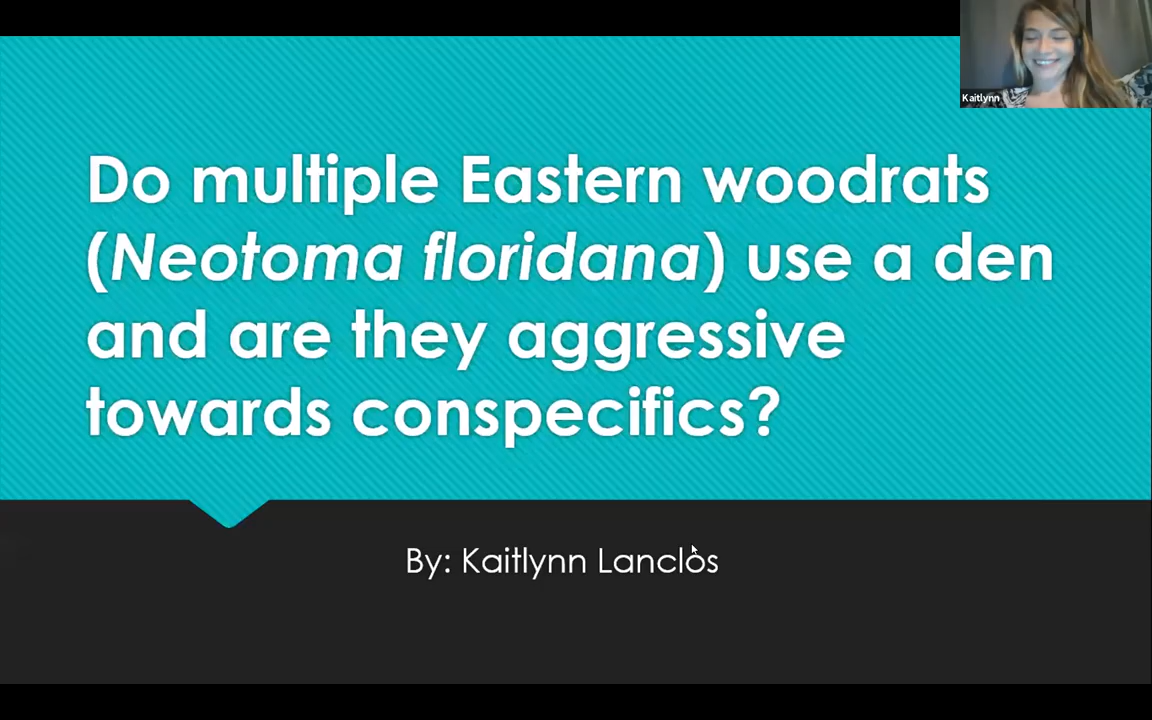 Kaitlynn
Do multiple Eastern woodrats
(Neotoma floridana) use a den
and are they aggressive
towards conspecifics?
By: Kaitlynn Lanclos